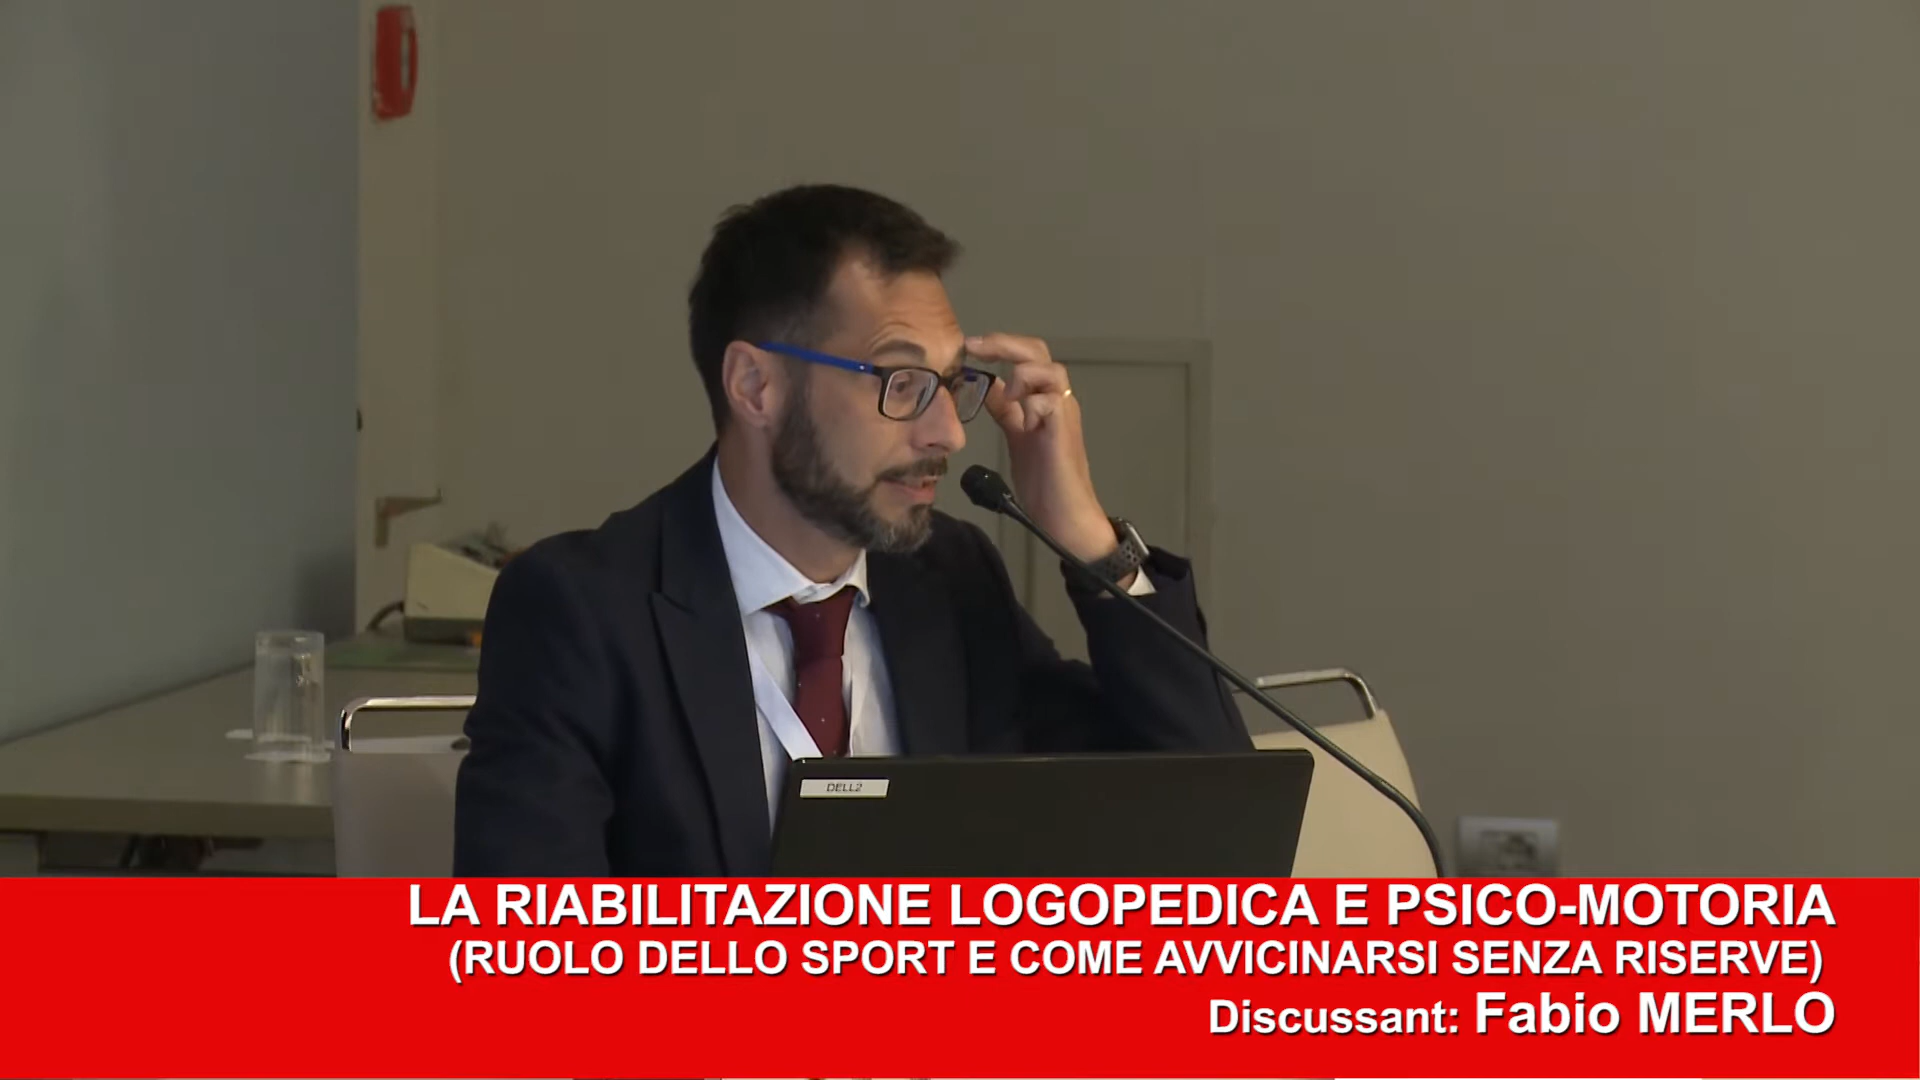 DELL2
LA RIABILITAZIONE LOGOPEDICA E PSICO-MOTORIA
(RUOLO DELLO SPORT E COME AVVICINARSI SENZA RISERVE)
Discussant: Fabio MERLO